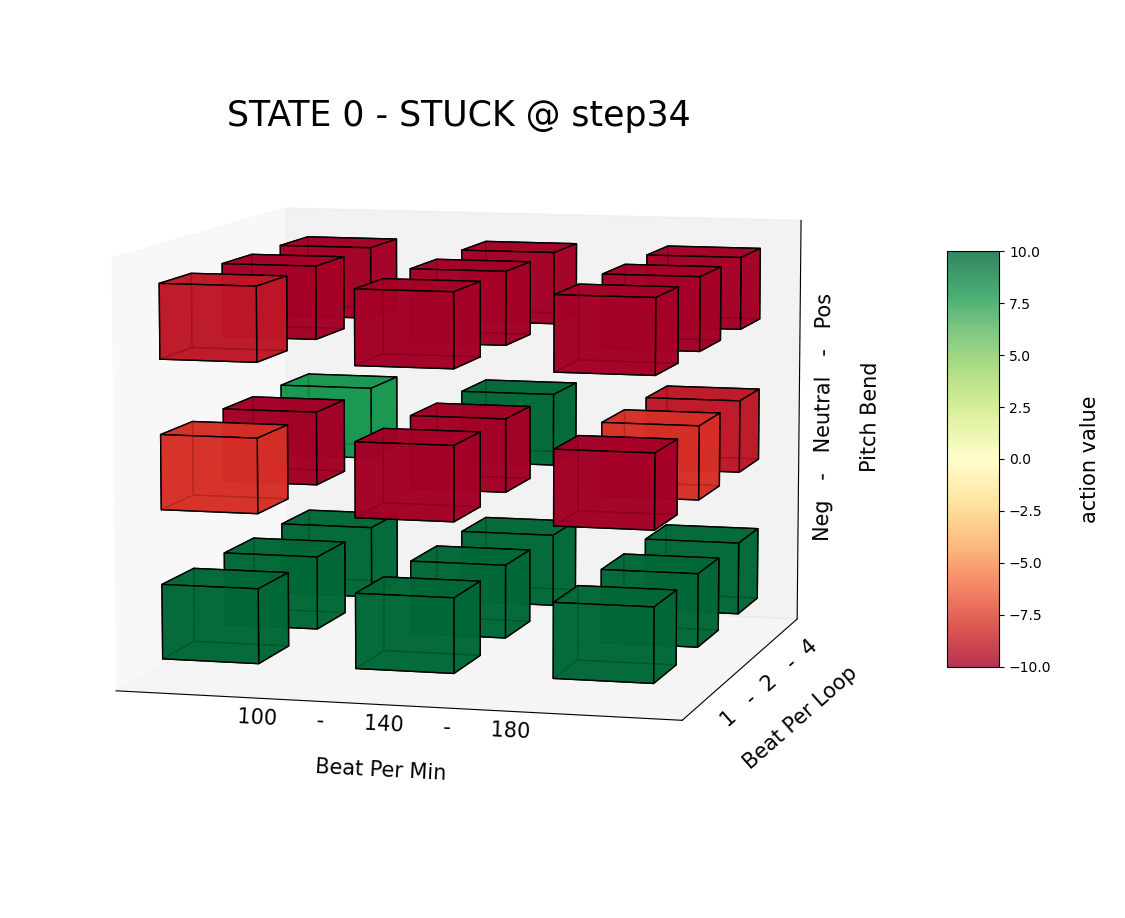 STATE 0 - STUCK @ step34
Neg - Neutral - Pos
Pitch Bend
100 - 140 - 180
Beat Per Min
1 - 2 - 4
Beat Per Loop
10.0
7.5
5.0
2.5
0.0
−2.5
−5.0
−7.5
−10.0
action value